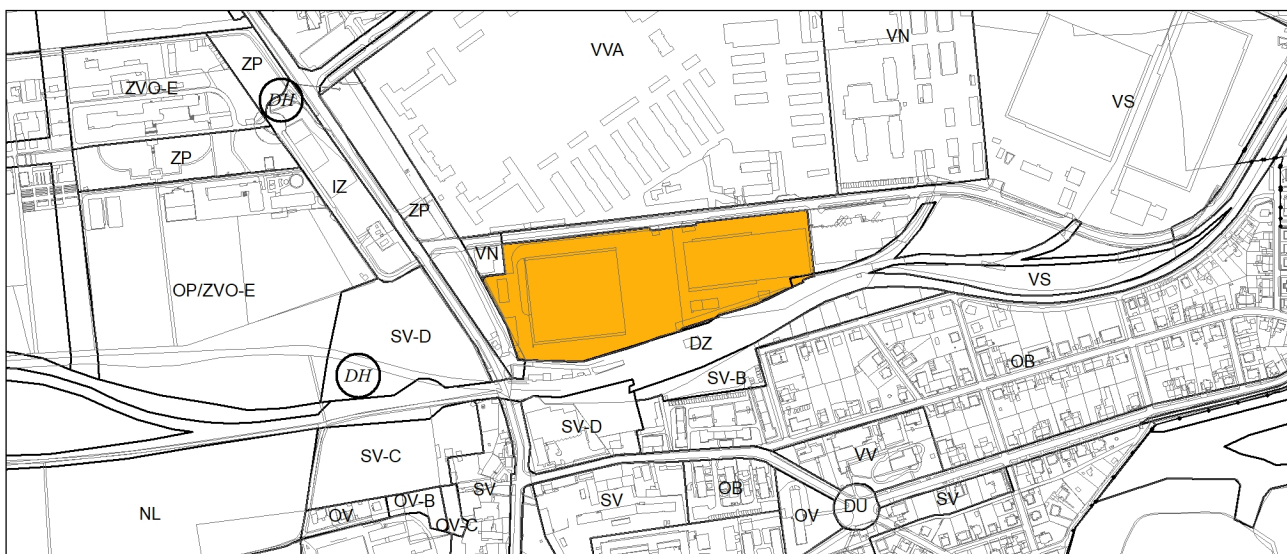 VVA
VN
ZP
ZVO-E
DH
VS
ZP
IZ
ZP
VN
OP/ZVO-E
VS
SV-D
DZ
OB
SV-B
DH
SV-D
SV-C
VV
SV
OB
OV-B
SV
SV
OV
NL
OV
DU
OV-C